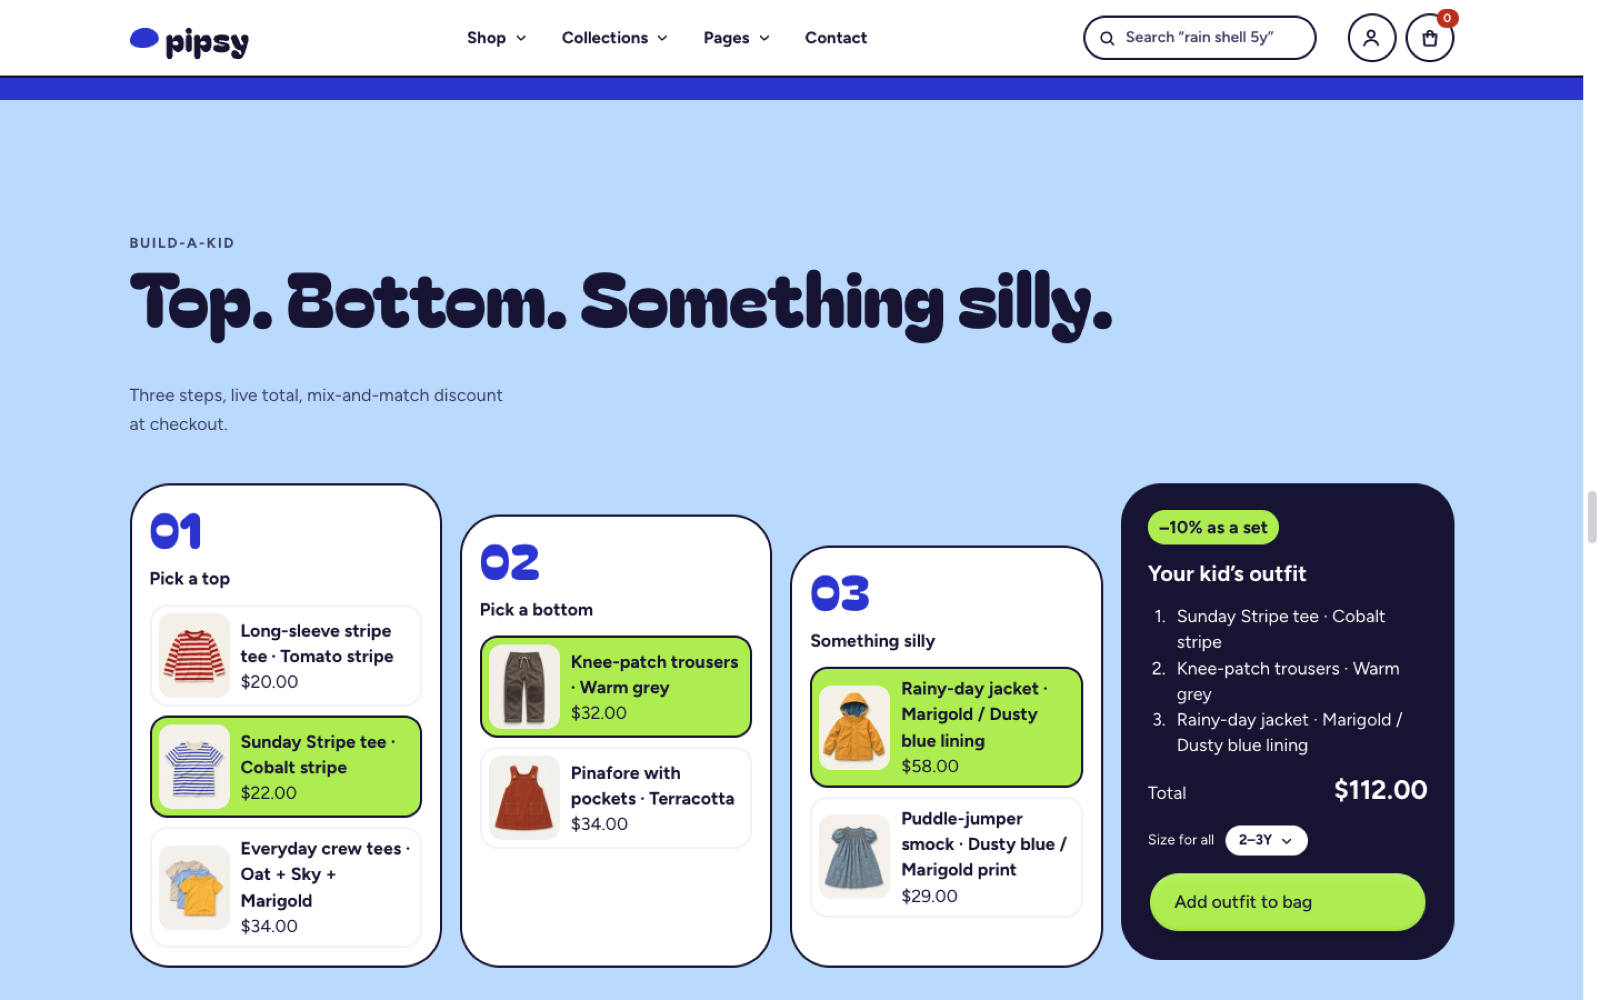 pipsy
Shop
Collections
Pages
Contact
Search “rain shell 5y”
0
BUILD-A-KID
Top. Bottom. Something silly.
Three steps, live total, mix-and-match discount
at checkout.
01
Pick a top
Long-sleeve stripe
tee · Tomato stripe
$20.00
Sunday Stripe tee ·
Cobalt stripe
$22.00
Everyday crew tees ·
Oat + Sky +
Marigold
$34.00
02
Pick a bottom
Knee-patch trousers
· Warm grey
$32.00
Pinafore with
pockets · Terracotta
$34.00
03
Something silly
Rainy-day jacket ·
Marigold / Dusty
blue lining
$58.00
Puddle-jumper
smock · Dusty blue /
Marigold print
$29.00
–10% as a set
Your kid’s outfit
1. Sunday Stripe tee · Cobalt
stripe
2. Knee-patch trousers · Warm
grey
3. Rainy-day jacket · Marigold /
Dusty blue lining
Total $112.00
Size for all 2–3Y
Add outfit to bag